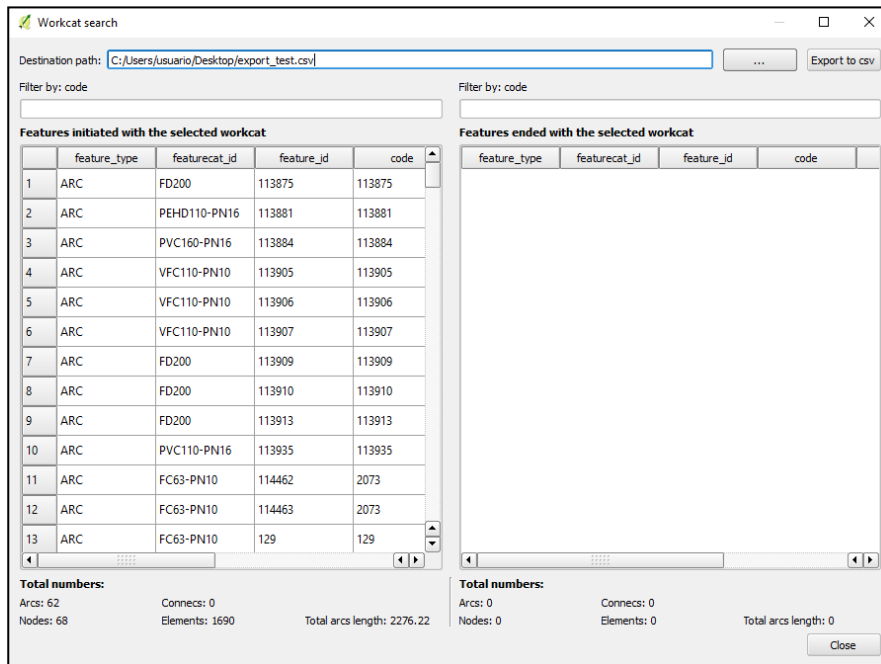 Workcat search
Destination path: C:/Users/usuario/Desktop/export_test.csv ... Export to csv
Filter by: code Filter by: code
Features initiated with the selected workcat Features ended with the selected workcat
feature_type featurecat_id feature_id code feature_type featurecat_id feature_id code
1 ARC FD200 113875 113875
2 ARC PEHD110-PN16 113881 113881
3 ARC PVC160-PN16 113884 113884
4 ARC VFC110-PN10 113905 113905
5 ARC VFC110-PN10 113906 113906
6 ARC VFC110-PN10 113907 113907
7 ARC FD200 113909 113909
8 ARC FD200 113910 113910
9 ARC FD200 113913 113913
10 ARC PVC110-PN16 113935 113935
11 ARC FC63-PN10 114462 2073
12 ARC FC63-PN10 114463 2073
13 ARC FC63-PN10 129 129
Total numbers: Total numbers:
Arcs: 62 Connecs: 0 Arcs: 0 Connecs: 0
Nodes: 68 Elements: 1690 Total arcs length: 2276.22 Nodes: 0 Elements: 0 Total arcs length: 0
Close